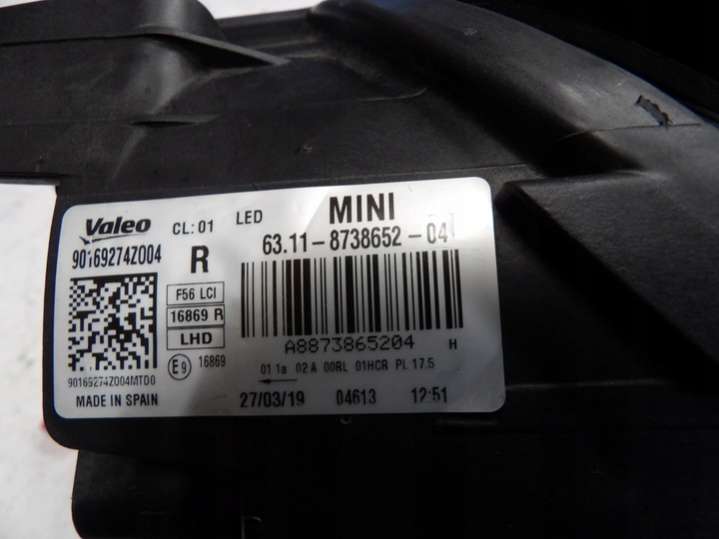 Valeo CL: 01 LED MINI
90169274Z004 R 63.11-8738652-04
F56 LCI
16869 R
LHD
A8873865204 H
E9 16869
01 1a 02 A 00RL 01HCR PL 17.5
90169274Z004MTD0
MADE IN SPAIN 27/03/19 04613 12:51